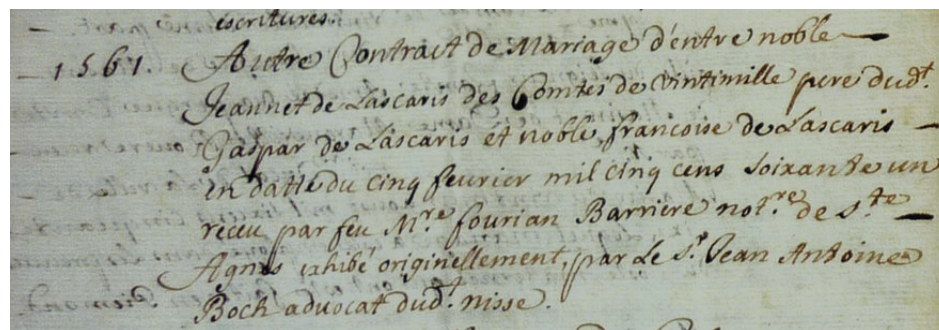 éscritures.
1561. Autre Contract de Mariage d'entre noble
Jeannet de Lascaris des Comtes de Vintimille pere dud.t
Gaspar de Lascaris et noble francoise de Lascaris
en datte du cinq feurier mil cinq cens soixante un
receu par feu M.re fourian Barriere not.re de s.te
Agnes exhibé originellement, par Le S.r Jean Antoine
Bock aduocat dud.t nisse.